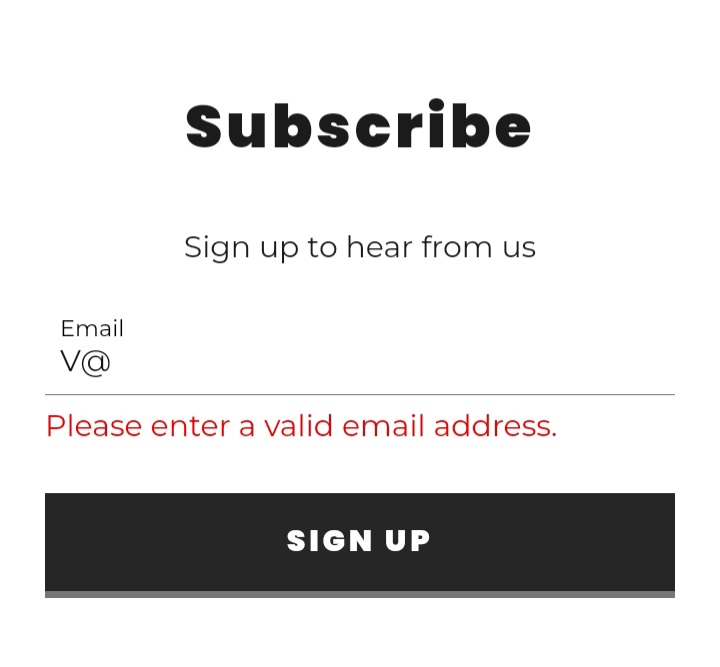 Subscribe
Sign up to hear from us
Email
V@
Please enter a valid email address.
SIGN UP